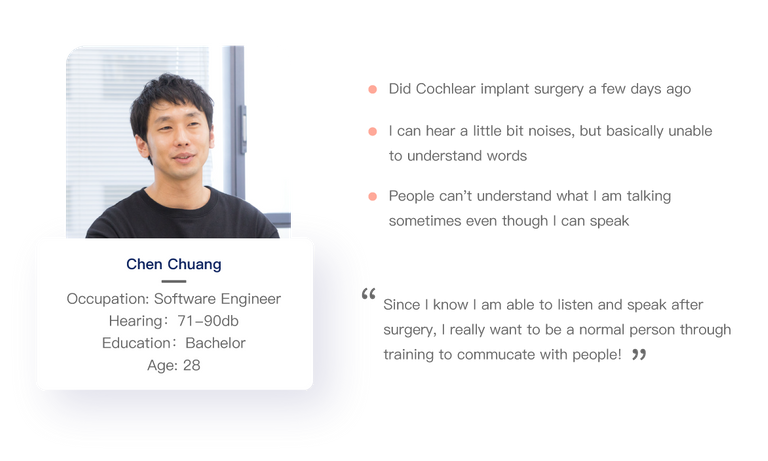 Chen Chuang
Occupation: Software Engineer
Hearing： 71-90db
Education： Bachelor
Age: 28
Did Cochlear implant surgery a few days ago
I can hear a little bit noises, but basically unable
to understand words
People can’t understand what I am talking
sometimes even though I can speak
“ Since I know I am able to listen and speak after
surgery, I really want to be a normal person through
training to commucate with people! ”